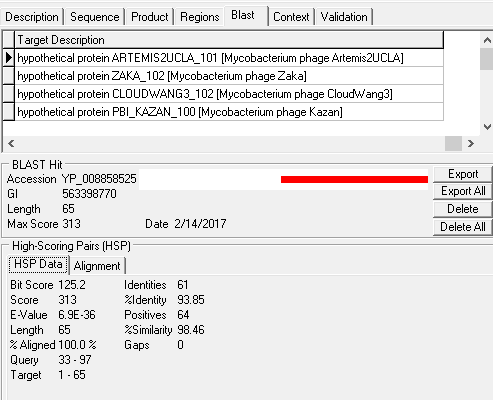 Description Sequence Product Regions Blast Context Validation
Target Description
hypothetical protein ARTEMIS2UCLA_101 [Mycobacterium phage Artemis2UCLA]
hypothetical protein ZAKA_102 [Mycobacterium phage Zaka]
hypothetical protein CLOUDWANG3_102 [Mycobacterium phage CloudWang3]
hypothetical protein PBI_KAZAN_100 [Mycobacterium phage Kazan]
BLAST Hit
Accession YP_008858525 Export
GI 563398770 Export All
Length 65 Delete
Max Score 313 Date 2/14/2017 Delete All
High-Scoring Pairs (HSP)
HSP Data Alignment
Bit Score 125.2 Identities 61
Score 313 %Identity 93.85
E-Value 6.9E-36 Positives 64
Length 65 %Similarity 98.46
% Aligned 100.0 % Gaps 0
Query 33 - 97
Target 1 - 65